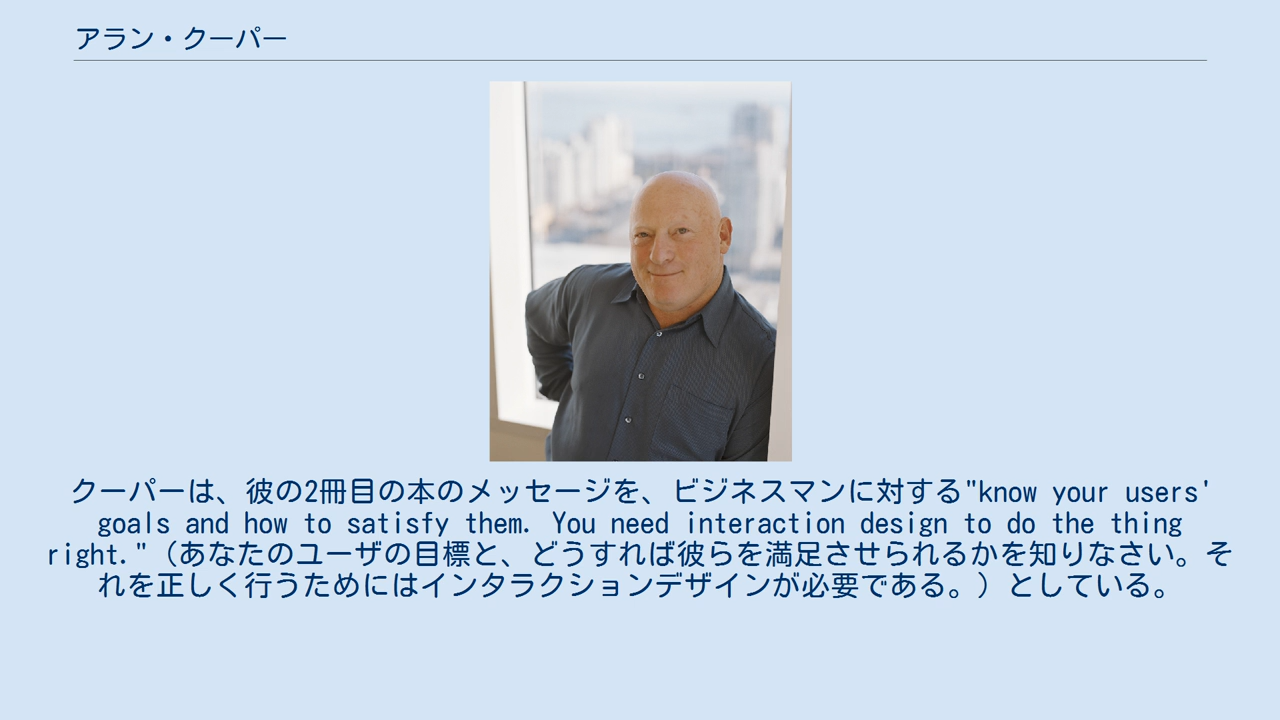 アラン・クーパー
クーパーは、彼の2冊目の本のメッセージを、ビジネスマンに対する"know your users'
goals and how to satisfy them. You need interaction design to do the thing
right."（あなたのユーザの目標と、どうすれば彼らを満足させられるかを知りなさい。そ
れを正しく行うためにはインタラクションデザインが必要である。）としている。